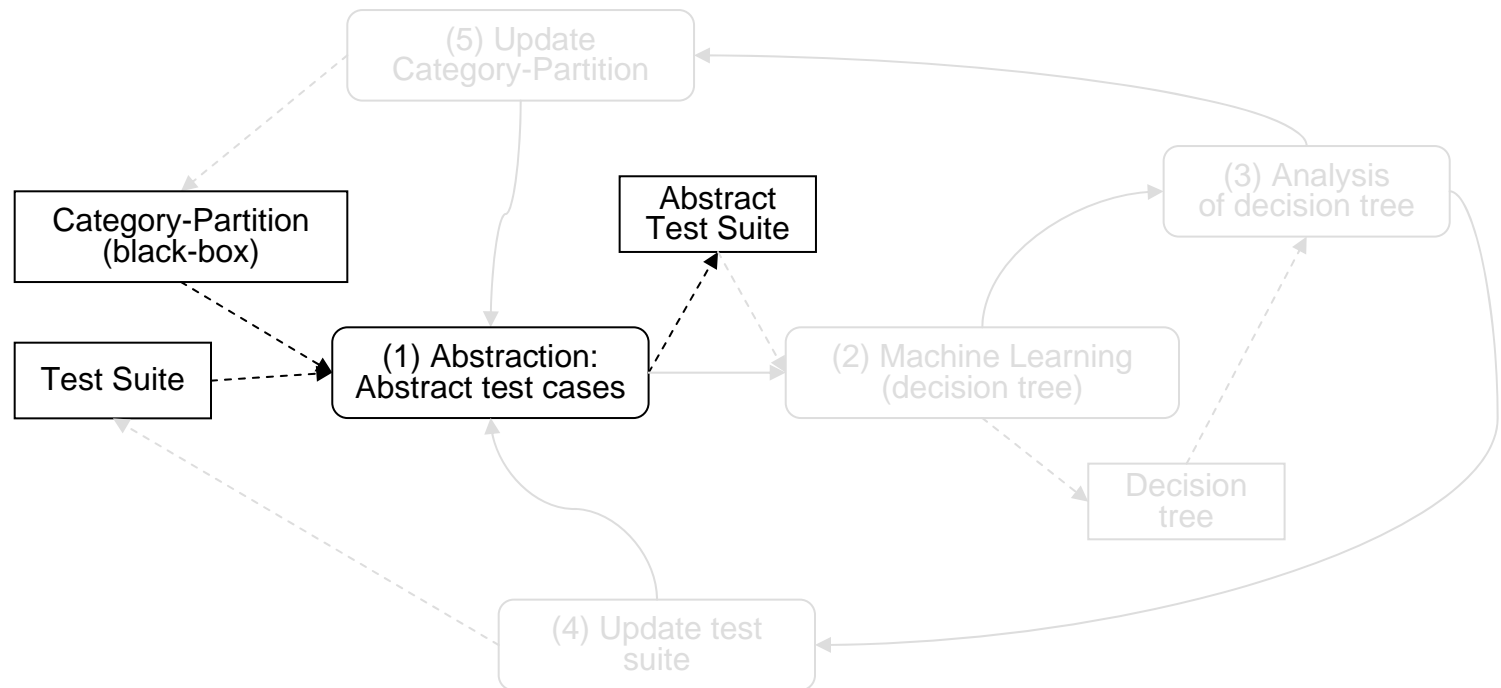 (5) Update
Category-Partition
(3) Analysis
of decision tree
Category-Partition
(black-box)
Abstract
Test Suite
Test Suite
(1) Abstraction:
Abstract test cases
(2) Machine Learning
(decision tree)
Decision
tree
(4) Update test
suite